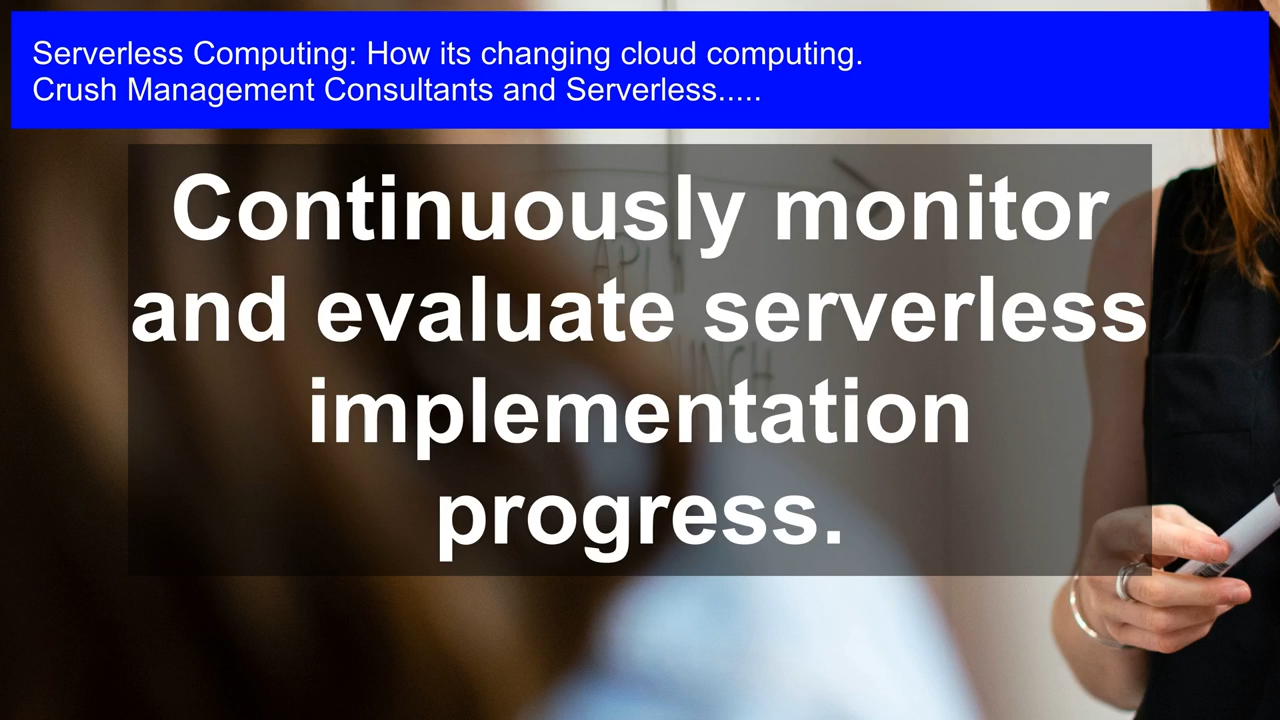 Serverless Computing: How its changing cloud computing.
Crush Management Consultants and Serverless.....
Continuously monitor
and evaluate serverless
implementation
progress.
API